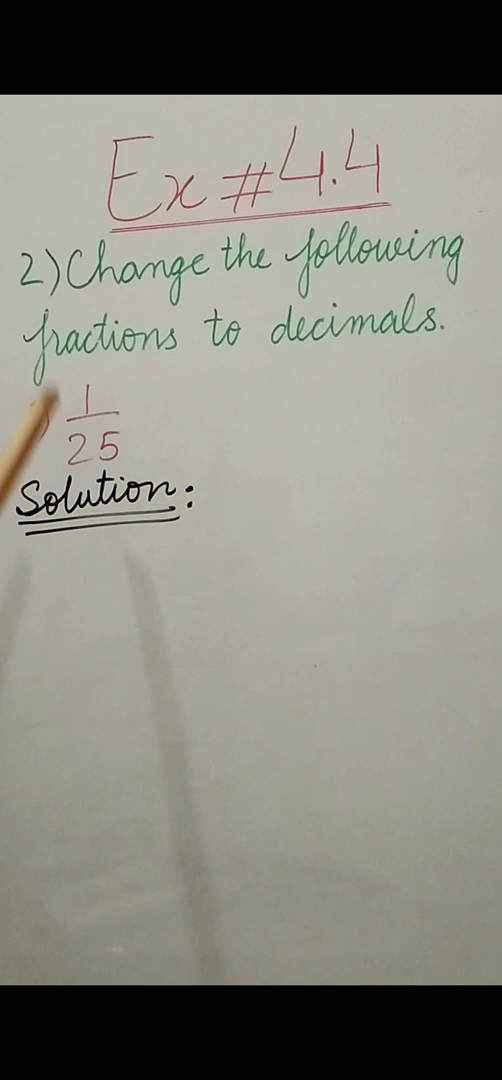 Ex #4.4
2) Change the following
fractions to decimals.
) 1/25
Solution: